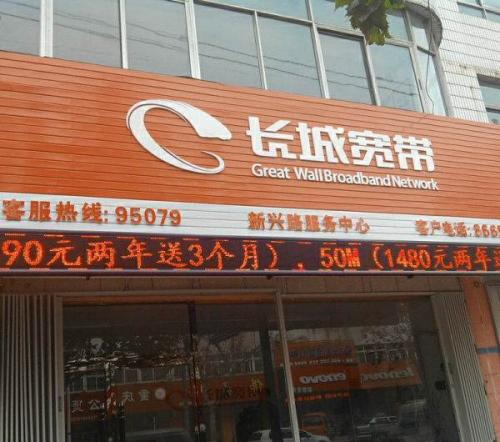 长城宽带
Great Wall Broadband Network
客服热线: 95079
新兴路服务中心
客户电话:
90元两年送3个月), 50M (1480元两年
lenovo
lenovo